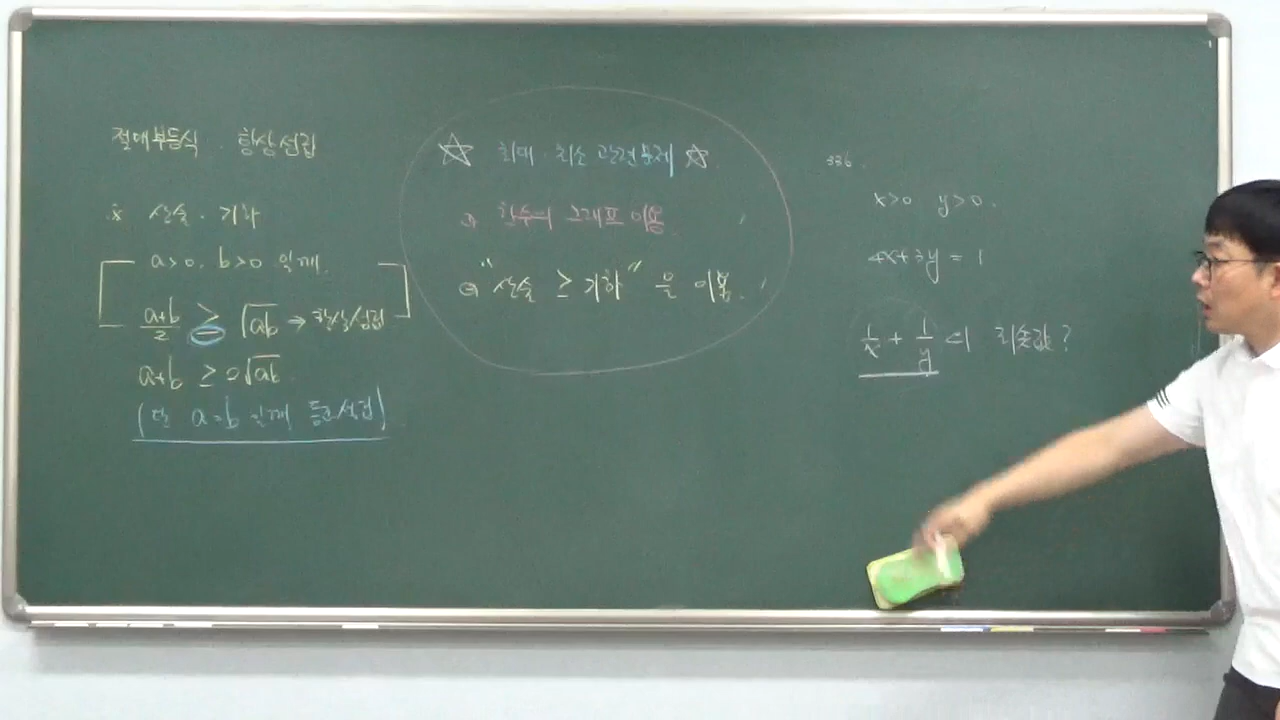 절대부등식. 항상성립
※ 산술. 기하
a>0, b>0 일때
a+b/2 ≥ √ab → 항상성립
a+b ≥ 2√ab
(단 a=b 일때 등호성립)
☆ 최대. 최소 관련문제 ☆
① 함수의 그래프 이용
② "산술 ≥ 기하" 을 이용.
336.
x>0 y>0.
4x+3y = 1
1/x + 1/y 의 최솟값?